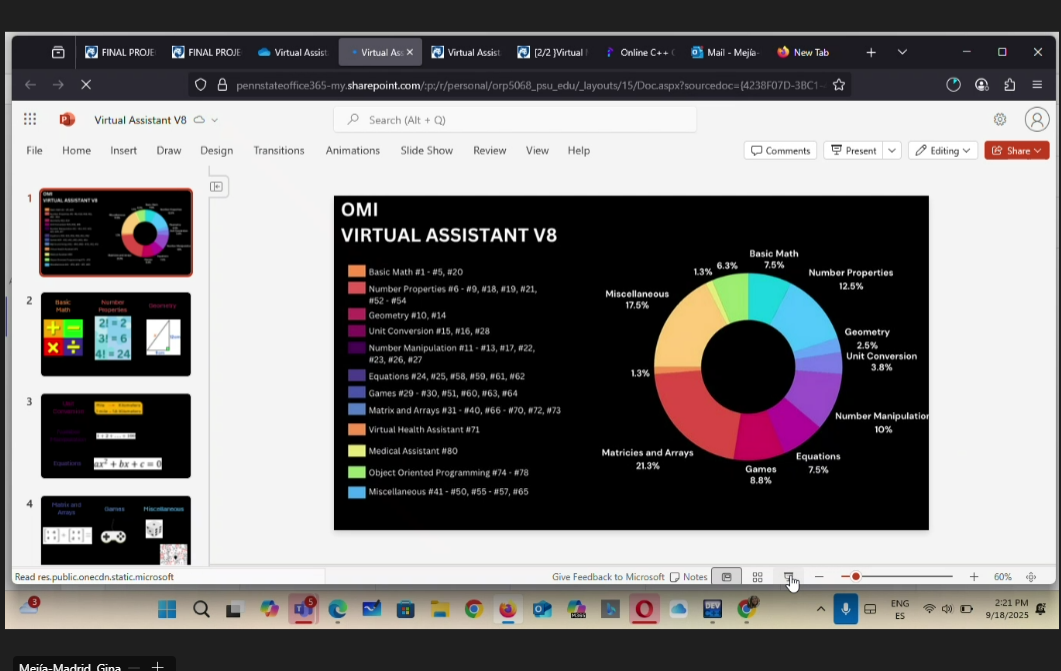 FINAL PROJE
FINAL PROJE
Virtual Assist
Virtual Ass
Virtual Assist
[2/2 ]Virtual
Online C++ C
Mail - Mejía-
New Tab
pennstateoffice365-my.sharepoint.com/:p:/r/personal/orp5068_psu_edu/_layouts/15/Doc.aspx?sourcedoc={4238F07D-3BC1-
Virtual Assistant V8
Search (Alt + Q)
File Home Insert Draw Design Transitions Animations Slide Show Review View Help
Comments Present Editing Share
1
OMI
VIRTUAL ASSISTANT V8
2
Basic Math
Number Properties
Geometry
2! = 2
3! = 6
4! = 24
3
Equations
ax² + bx + c = 0
4
Matrix and Arrays
Games
Miscellaneous
OMI
VIRTUAL ASSISTANT V8
Basic Math #1 - #5, #20
Number Properties #6 - #9, #18, #19, #21,
#52 - #54
Geometry #10, #14
Unit Conversion #15, #16, #28
Number Manipulation #11 - #13, #17, #22,
#23, #26, #27
Equations #24, #25, #58, #59, #61, #62
Games #29 - #30, #51, #60, #63, #64
Matrix and Arrays #31 - #40, #66 - #70, #72, #73
Virtual Health Assistant #71
Medical Assistant #80
Object Oriented Programming #74 - #78
Miscellaneous #41 - #50, #55 - #57, #65
Basic Math
7.5%
Number Properties
12.5%
Geometry
2.5%
Unit Conversion
3.8%
Number Manipulation
10%
Equations
7.5%
Games
8.8%
Matricies and Arrays
21.3%
1.3%
Miscellaneous
17.5%
1.3%
6.3%
Read res.public.onecdn.static.microsoft
Give Feedback to Microsoft Notes 60%
3
5
DEV
ENG
ES
2:21 PM
9/18/2025
Mejía-Madrid, Gina